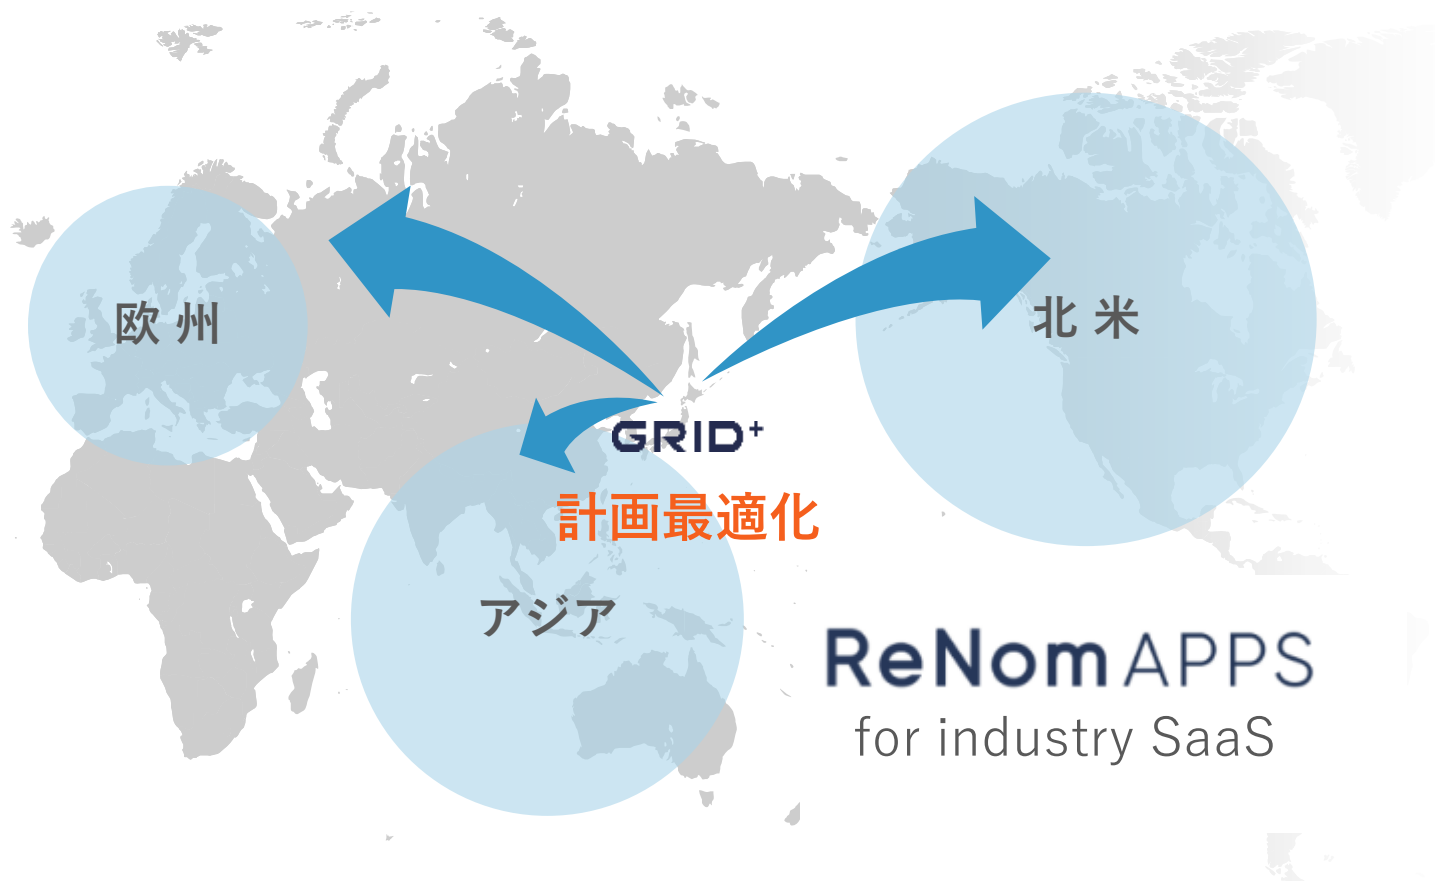 欧州
北米
GRID+
計画最適化
アジア
ReNom APPS
for industry SaaS